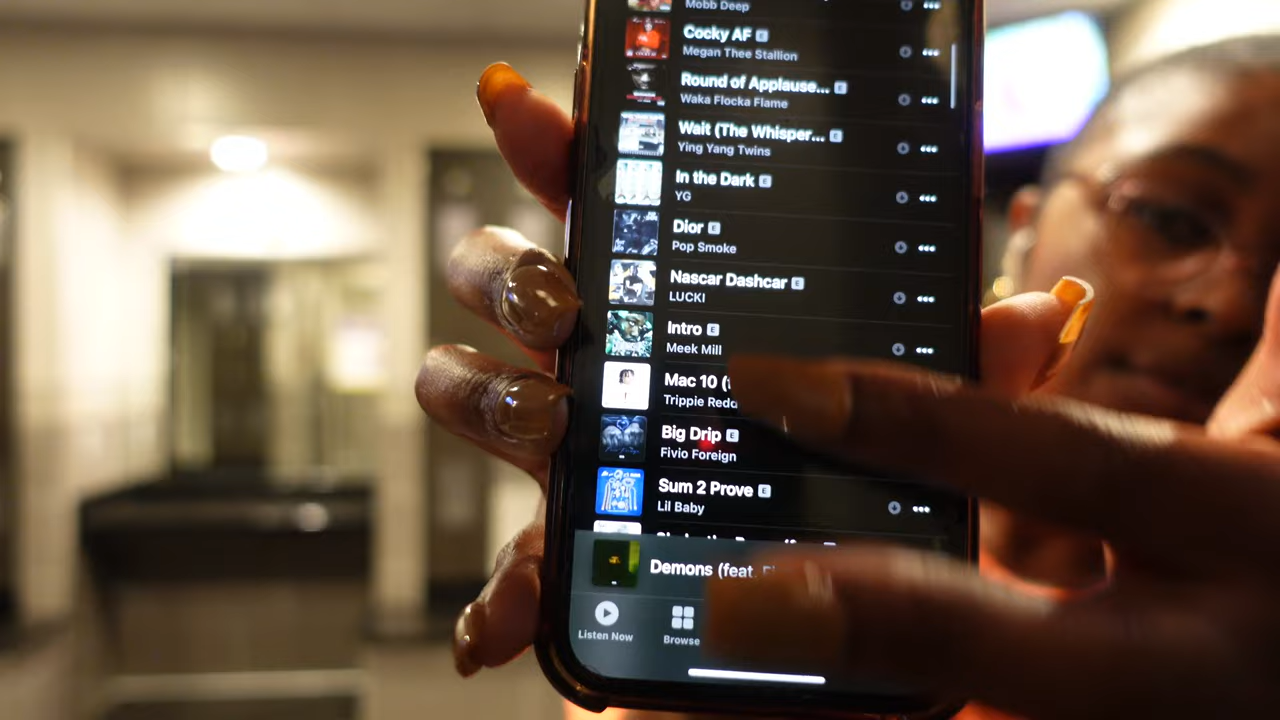 Mobb Deep
Cocky AF E
Megan Thee Stallion
Round of Applause... E
Waka Flocka Flame
Wait (The Whisper... E
Ying Yang Twins
In the Dark E
YG
Dior E
Pop Smoke
Nascar Dashcar E
LUCKI
Intro E
Meek Mill
Mac 10 (
Trippie Redd
Big Drip E
Fivio Foreign
Sum 2 Prove E
Lil Baby
Demons (feat.
Listen Now
Browse